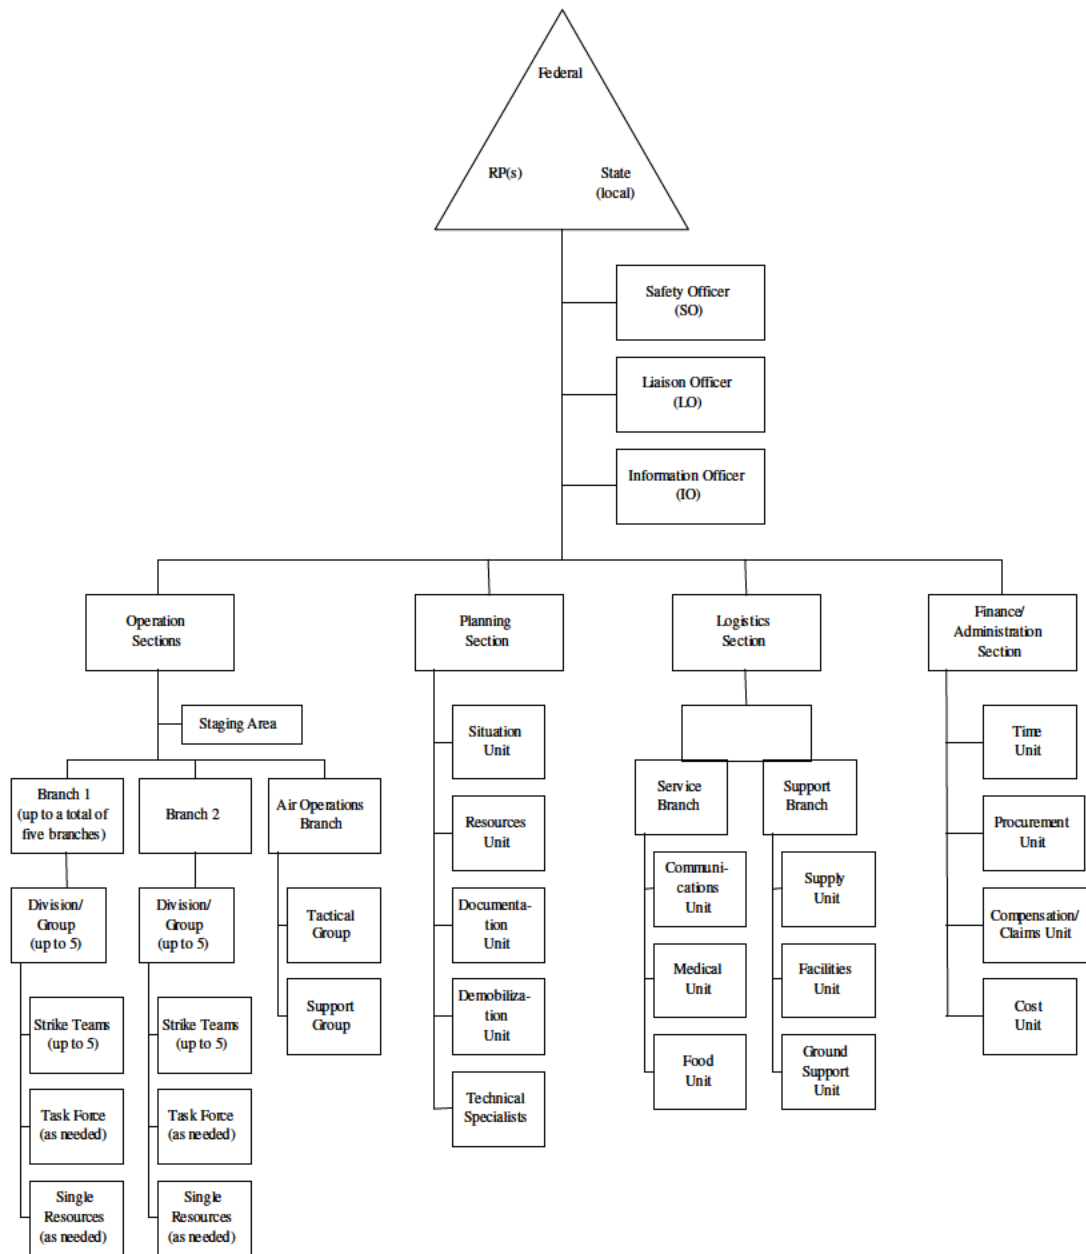 Federal
RP(s)
State
(local)
Safety Officer
(SO)
Liaison Officer
(LO)
Information Officer
(IO)
Operation
Sections
Planning
Section
Logistics
Section
Finance/
Administration
Section
Staging Area
Branch 1
(up to a total of
five branches)
Branch 2
Air Operations
Branch
Division/
Group
(up to 5)
Division/
Group
(up to 5)
Tactical
Group
Support
Group
Strike Teams
(up to 5)
Strike Teams
(up to 5)
Task Force
(as needed)
Task Force
(as needed)
Single
Resources
(as needed)
Single
Resources
(as needed)
Situation
Unit
Resources
Unit
Documenta-
tion
Unit
Demobiliza-
tion
Unit
Technical
Specialists
Service
Branch
Support
Branch
Communi-
cations
Unit
Medical
Unit
Food
Unit
Supply
Unit
Facilities
Unit
Ground
Support
Unit
Time
Unit
Procurement
Unit
Compensation/
Claims Unit
Cost
Unit